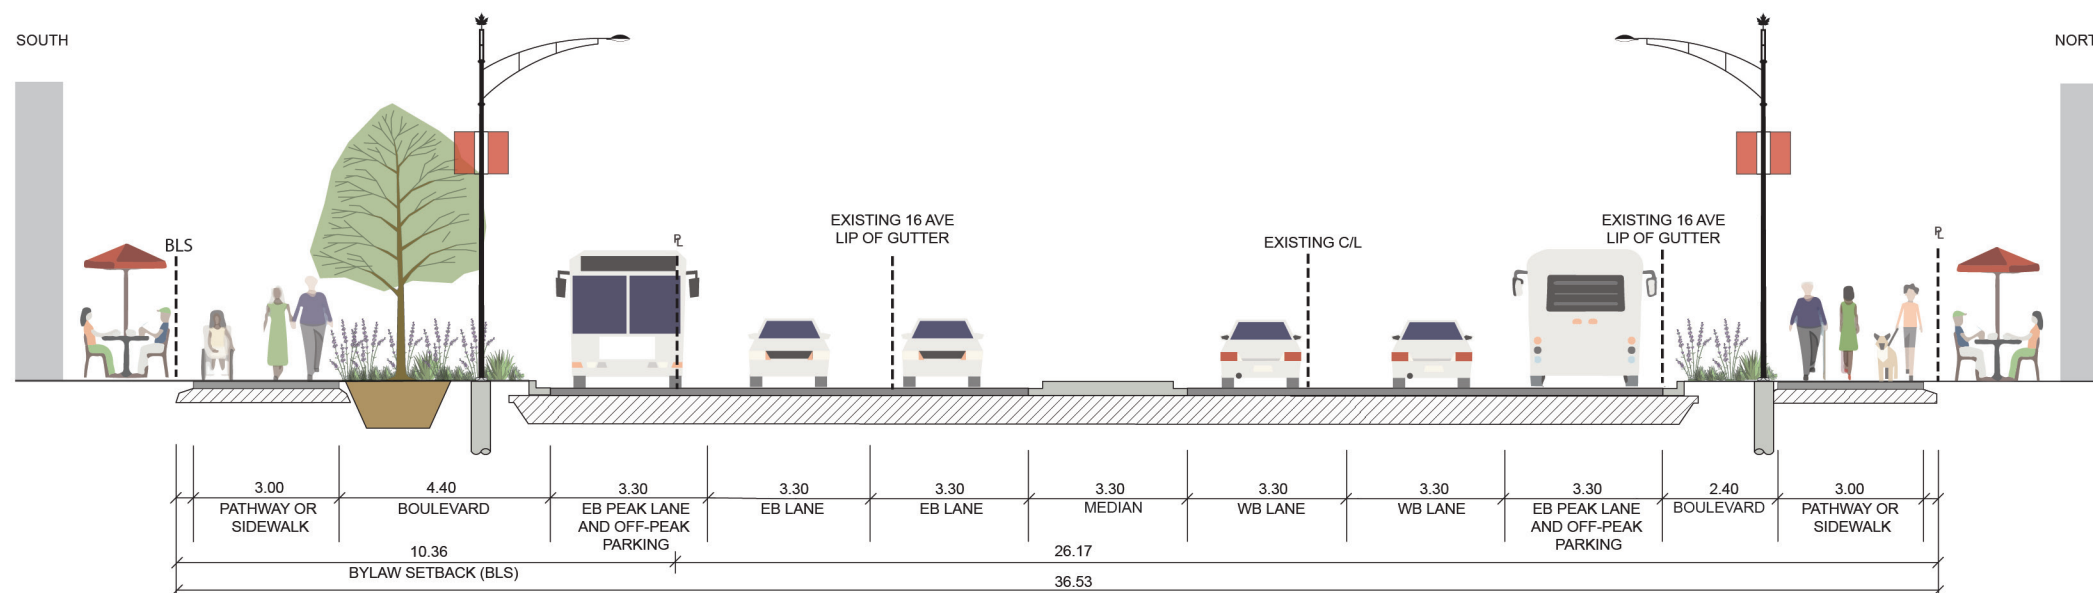 SOUTH
NORT
BLS
EXISTING 16 AVE
LIP OF GUTTER
EXISTING C/L
EXISTING 16 AVE
LIP OF GUTTER
℄
℄
3.00
PATHWAY OR
SIDEWALK
4.40
BOULEVARD
3.30
EB PEAK LANE
AND OFF-PEAK
PARKING
3.30
EB LANE
3.30
EB LANE
3.30
MEDIAN
3.30
WB LANE
3.30
WB LANE
3.30
EB PEAK LANE
AND OFF-PEAK
PARKING
2.40
BOULEVARD
3.00
PATHWAY OR
SIDEWALK
10.36
BYLAW SETBACK (BLS)
26.17
36.53